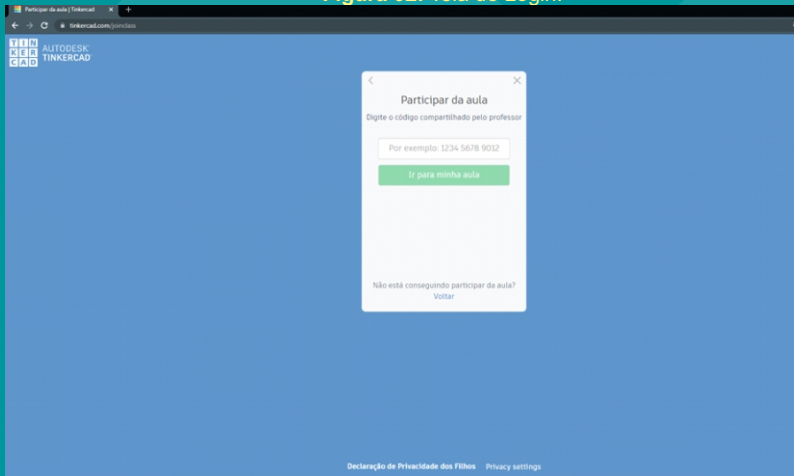 Participar da aula | Tinkercad
tinkercad.com/joinclass
TIN
KER
CAD
AUTODESK
TINKERCAD
Participar da aula
Digite o código compartilhado pelo professor
Por exemplo: 1234 5678 9012
Ir para minha aula
Não está conseguindo participar da aula?
Voltar
Declaração de Privacidade dos Filhos Privacy settings